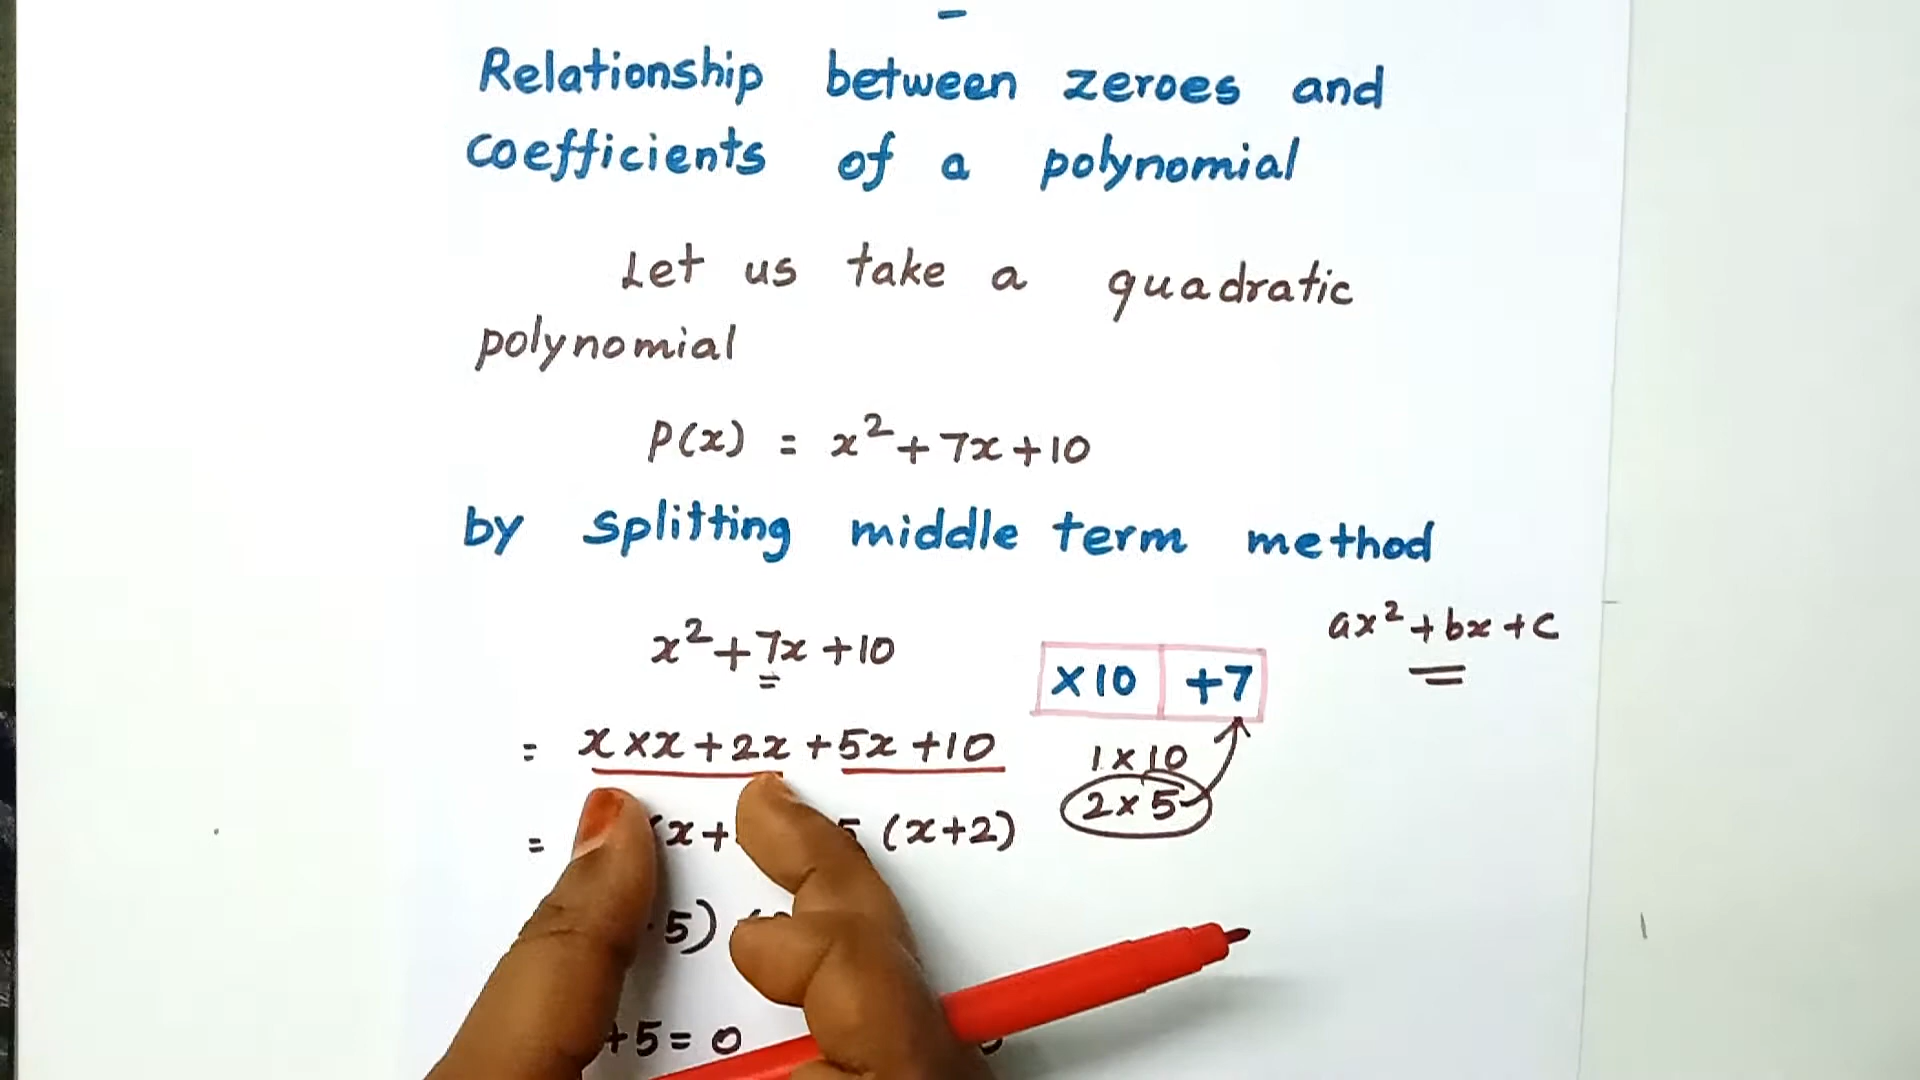 Relationship between zeroes and
coefficients of a polynomial
Let us take a quadratic
polynomial
P(x) = x² + 7x + 10
by splitting middle term method
ax² + bx + c
x² + 7x + 10
×10 +7
= x × x + 2x + 5x + 10
1 × 10
2 × 5
= (x+ 5 (x+2)
5)
+5 = 0